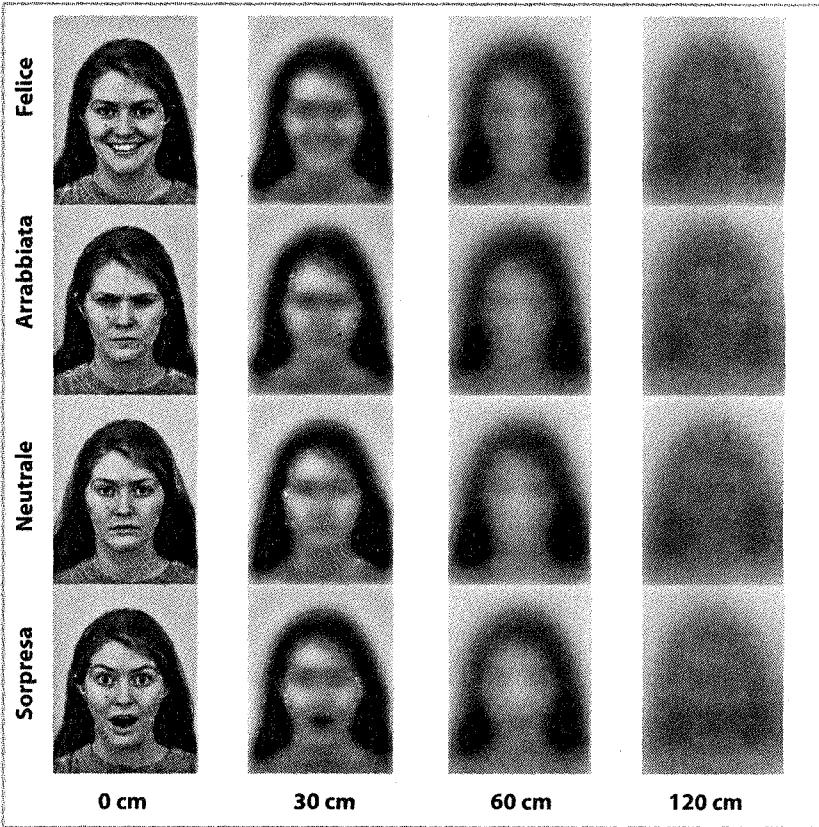 Felice
Arrabbiata
Neutrale
Sorpresa
0 cm
30 cm
60 cm
120 cm